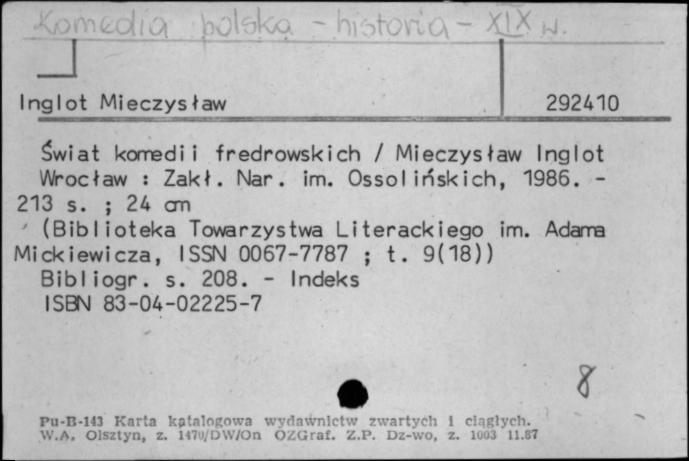 Komedia polska - historia - XIX w.
Inglot Mieczysław 292410
Świat komedii fredrowskich / Mieczysław Inglot
Wrocław : Zakł. Nar. im. Ossolińskich, 1986. -
213 s. ; 24 cm
(Biblioteka Towarzystwa Literackiego im. Adama
Mickiewicza, ISSN 0067-7787 ; t. 9(18))
Bibliogr. s. 208. - Indeks
ISBN 83-04-02225-7
8
Pu-B-143 Karta katalogowa wydawnictw zwartych i ciągłych.
W.A. Olsztyn, z. 1470/DW/On OZGraf. Z.P. Dz-wo, z. 1003 11.87